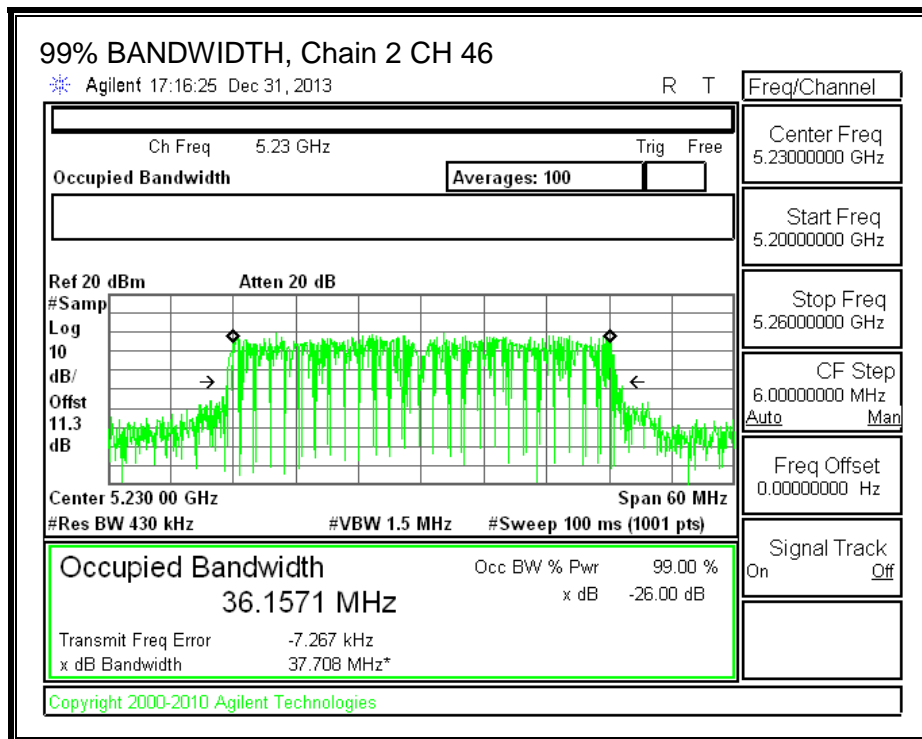 99% BANDWIDTH, Chain 2 CH 46
Agilent 17:16:25 Dec 31, 2013 R T
Freq/Channel
Ch Freq 5.23 GHz Trig Free
Occupied Bandwidth Averages: 100
Center Freq
5.23000000 GHz
Start Freq
5.20000000 GHz
Stop Freq
5.26000000 GHz
CF Step
6.00000000 MHz
Auto Man
Freq Offset
0.00000000 Hz
Signal Track
On Off
Ref 20 dBm Atten 20 dB
#Samp
Log
10
dB/
Offst
11.3
dB
Center 5.230 00 GHz Span 60 MHz
#Res BW 430 kHz #VBW 1.5 MHz #Sweep 100 ms (1001 pts)
Occupied Bandwidth Occ BW % Pwr 99.00 %
36.1571 MHz x dB -26.00 dB
Transmit Freq Error -7.267 kHz
x dB Bandwidth 37.708 MHz*
Copyright 2000-2010 Agilent Technologies